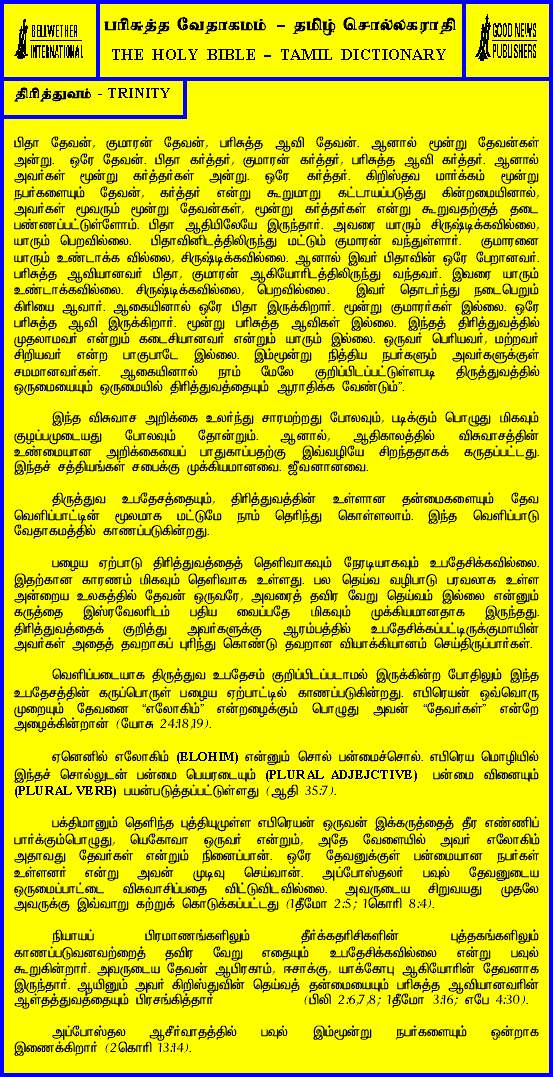 BELLWETHER
INTERNATIONAL
பரிசுத்த வேதாகமம் – தமிழ் சொல்லகராதி
THE HOLY BIBLE – TAMIL DICTIONARY
GOOD NEWS
PUBLISHERS
திரித்துவம் - TRINITY
பிதா தேவன், குமாரன் தேவன், பரிசுத்த ஆவி தேவன். ஆனால் மூன்று தேவன்கள்
அன்று. ஒரே தேவன். பிதா கர்த்தர், குமாரன் கர்த்தர், பரிசுத்த ஆவி கர்த்தர். ஆனால்
அவர்கள் மூன்று கர்த்தர்கள் அன்று. ஒரே கர்த்தர். கிறிஸ்தவ மார்க்கம் மூன்று
நபர்களையும் தேவன், கர்த்தர் என்று கூறுமாறு கட்டாயப்படுத்து கின்றமையினால்,
அவர்கள் மூவரும் மூன்று தேவன்கள், மூன்று கர்த்தர்கள் என்று கூறுவதற்குத் தடை
பண்ணப்பட்டுள்ளோம். பிதா ஆதியிலேயே இருந்தார். அவரை யாரும் சிருஷ்டிக்கவில்லை,
யாரும் பெறவில்லை. பிதாவினிடத்திலிருந்து மட்டும் குமாரன் வந்துள்ளார். குமாரனை
யாரும் உண்டாக்க வில்லை, சிருஷ்டிக்கவில்லை. ஆனால் இவர் பிதாவின் ஒரே பேறானவர்.
பரிசுத்த ஆவியானவர் பிதா, குமாரன் ஆகியோரிடத்திலிருந்து வந்தவர். இவரை யாரும்
உண்டாக்கவில்லை. சிருஷ்டிக்கவில்லை, பெறவில்லை. இவர் தொடர்ந்து நடைபெறும்
கிரியை ஆவார். ஆகையினால் ஒரே பிதா இருக்கிறார். மூன்று குமாரர்கள் இல்லை. ஒரே
பரிசுத்த ஆவி இருக்கிறார். மூன்று பரிசுத்த ஆவிகள் இல்லை. இந்தத் திரித்துவத்தில்
முதலாமவர் என்றும் கடைசியானவர் என்றும் யாரும் இல்லை. ஒருவர் பெரியவர், மற்றவர்
சிறியவர் என்ற பாகுபாடே இல்லை. இம்மூன்று நித்திய நபர்களும் அவர்களுக்குள்
சமமானவர்கள். ஆகையினால் நாம் மேலே குறிப்பிடப்பட்டுள்ளபடி திருத்துவத்தில்
ஒருமையையும் ஒருமையில் திரித்துவத்தையும் ஆராதிக்க வேண்டும்".
இந்த விசுவாச அறிக்கை உலர்ந்து சாரமற்றது போலவும், படிக்கும் பொழுது மிகவும்
குழப்பமுடையது போலவும் தோன்றும். ஆனால், ஆதிகாலத்தில் விசுவாசத்தின்
உண்மையான அறிக்கையைப் பாதுகாப்பதற்கு இவ்வழியே சிறந்ததாகக் கருதப்பட்டது.
இந்தச் சத்தியங்கள் சபைக்கு முக்கியமானவை. ஜீவனானவை.
திருத்துவ உபதேசத்தையும், திரித்துவத்தின் உள்ளான தன்மைகளையும் தேவ
வெளிப்பாட்டின் மூலமாக மட்டுமே நாம் தெரிந்து கொள்ளலாம். இந்த வெளிப்பாடு
வேதாகமத்தில் காணப்படுகின்றது.
பழைய ஏற்பாடு திரித்துவத்தைத் தெளிவாகவும் நேரடியாகவும் உபதேசிக்கவில்லை.
இதற்கான காரணம் மிகவும் தெளிவாக உள்ளது. பல தெய்வ வழிபாடு பரவலாக உள்ள
அன்றைய உலகத்தில் தேவன் ஒருவரே, அவரைத் தவிர வேறு தெய்வம் இல்லை என்னும்
கருத்தை இஸ்ரவேலரிடம் பதிய வைப்பதே மிகவும் முக்கியமானதாக இருந்தது.
திரித்துவத்தைக் குறித்து அவர்களுக்கு ஆரம்பத்தில் உபதேசிக்கப்பட்டிருக்குமாயின்
அவர்கள் அதைத் தவறாகப் புரிந்து கொண்டு தவறான வியாக்கியானம் செய்திருப்பார்கள்.
வெளிப்படையாக திருத்துவ உபதேசம் குறிப்பிடப்படாமல் இருக்கின்ற போதிலும் இந்த
உபதேசத்தின் கருப்பொருள் பழைய ஏற்பாட்டில் காணப்படுகின்றது. எபிரெயன் ஒவ்வொரு
முறையும் தேவனை "எலோகிம்" என்றழைக்கும் பொழுது அவன் "தேவர்கள்" என்றே
அழைக்கின்றான் (யோசு 24:18,19).
ஏனெனில் எலோகிம் (ELOHIM) என்னும் சொல் பன்மைச்சொல். எபிரெய மொழியில்
இந்தச் சொல்லுடன் பன்மை பெயரடையும் (PLURAL ADJEJCTIVE) பன்மை வினையும்
(PLURAL VERB) பயன்படுத்தப்பட்டுள்ளது (ஆதி 35:7).
பக்திமானும் தெளிந்த புத்தியுமுள்ள எபிரெயன் ஒருவன் இக்கருத்தைத் தீர எண்ணிப்
பார்க்கும்பொழுது, யெகோவா ஒருவர் என்றும், அதே வேளையில் அவர் எலோகிம்
அதாவது தேவர்கள் என்றும் நினைப்பான். ஒரே தேவனுக்குள் பன்மையான நபர்கள்
உள்ளனர் என்று அவன் முடிவு செய்வான். அப்போஸ்தலர் பவுல் தேவனுடைய
ஒருமைப்பாட்டை விசுவாசிப்பதை விட்டுவிடவில்லை. அவருடைய சிறுவயது முதலே
அவருக்கு இவ்வாறு கற்றுக் கொடுக்கப்பட்டது (1தீமோ 2:5; 1கொரி 8:4).
நியாயப் பிரமாணங்களிலும் தீர்க்கதரிசிகளின் புத்தகங்களிலும்
காணப்படுவனவற்றைத் தவிர வேறு எதையும் உபதேசிக்கவில்லை என்று பவுல்
கூறுகின்றார். அவருடைய தேவன் ஆபிரகாம், ஈசாக்கு, யாக்கோபு ஆகியோரின் தேவனாக
இருந்தார். ஆயினும் அவர் கிறிஸ்துவின் தெய்வத் தன்மையையும் பரிசுத்த ஆவியானவரின்
ஆள்தத்துவத்தையும் பிரசங்கித்தார் (பிலி 2:6,7,8; 1தீமோ 3:16; எபே 4:30).
அப்போஸ்தல ஆசீர்வாதத்தில் பவுல் இம்மூன்று நபர்களையும் ஒன்றாக
இணைக்கிறார் (2கொரி 13:14).